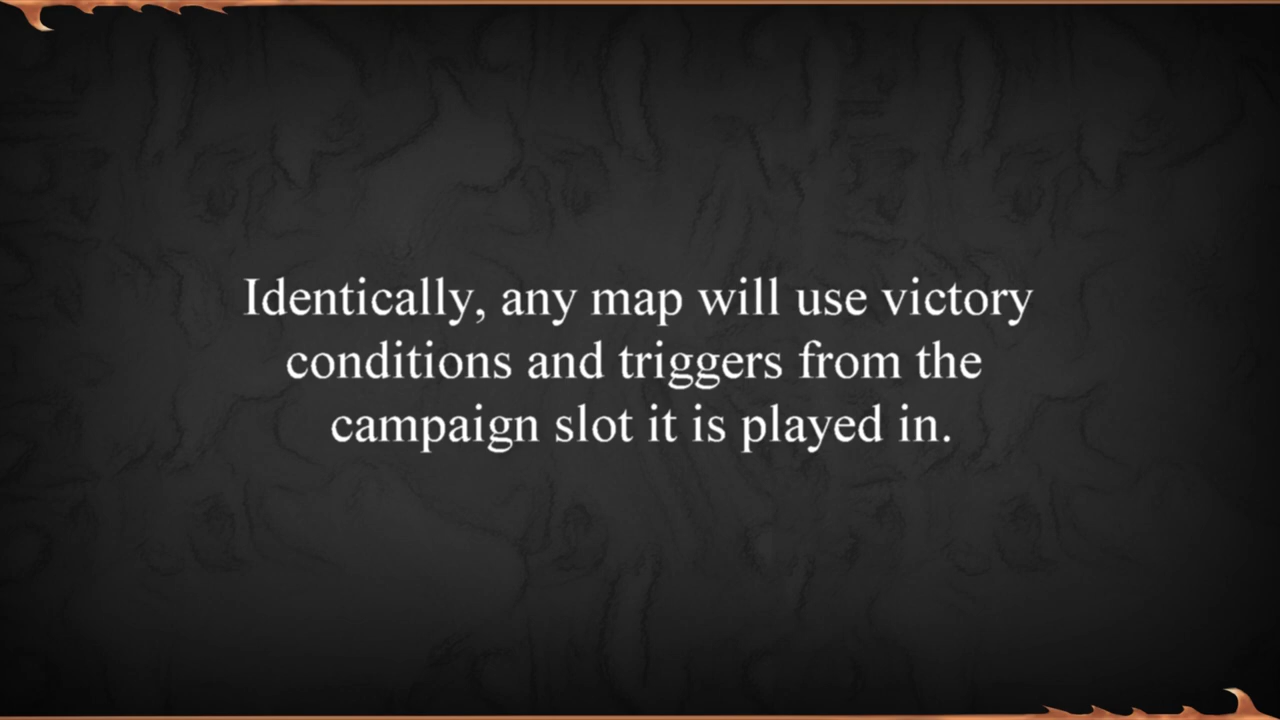 Identically, any map will use victory
conditions and triggers from the
campaign slot it is played in.